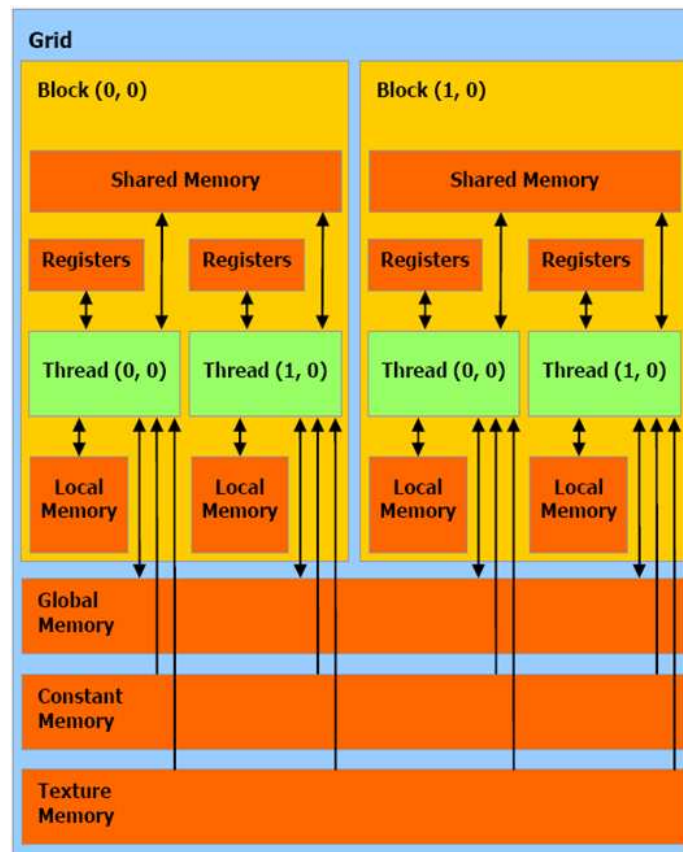 Grid
Block (0, 0)
Block (1, 0)
Shared Memory
Shared Memory
Registers
Registers
Registers
Registers
Thread (0, 0)
Thread (1, 0)
Thread (0, 0)
Thread (1, 0)
Local
Memory
Local
Memory
Local
Memory
Local
Memory
Global
Memory
Constant
Memory
Texture
Memory